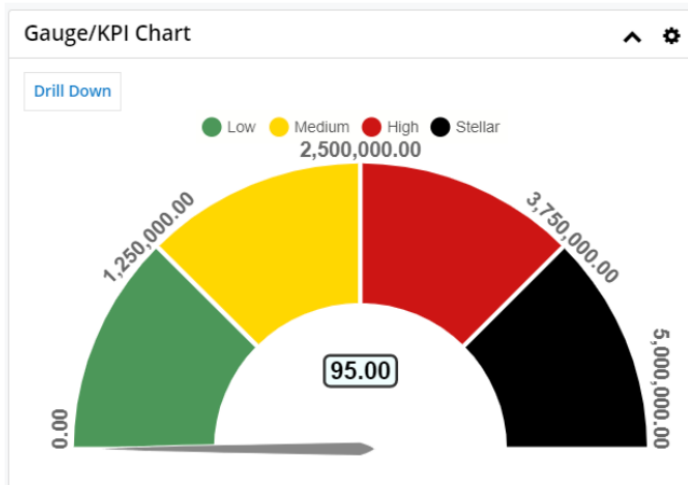 Gauge/KPI Chart
Drill Down
Low Medium High Stellar
2,500,000.00
1,250,000.00
3,750,000.00
95.00
0.00
5,000,000.00